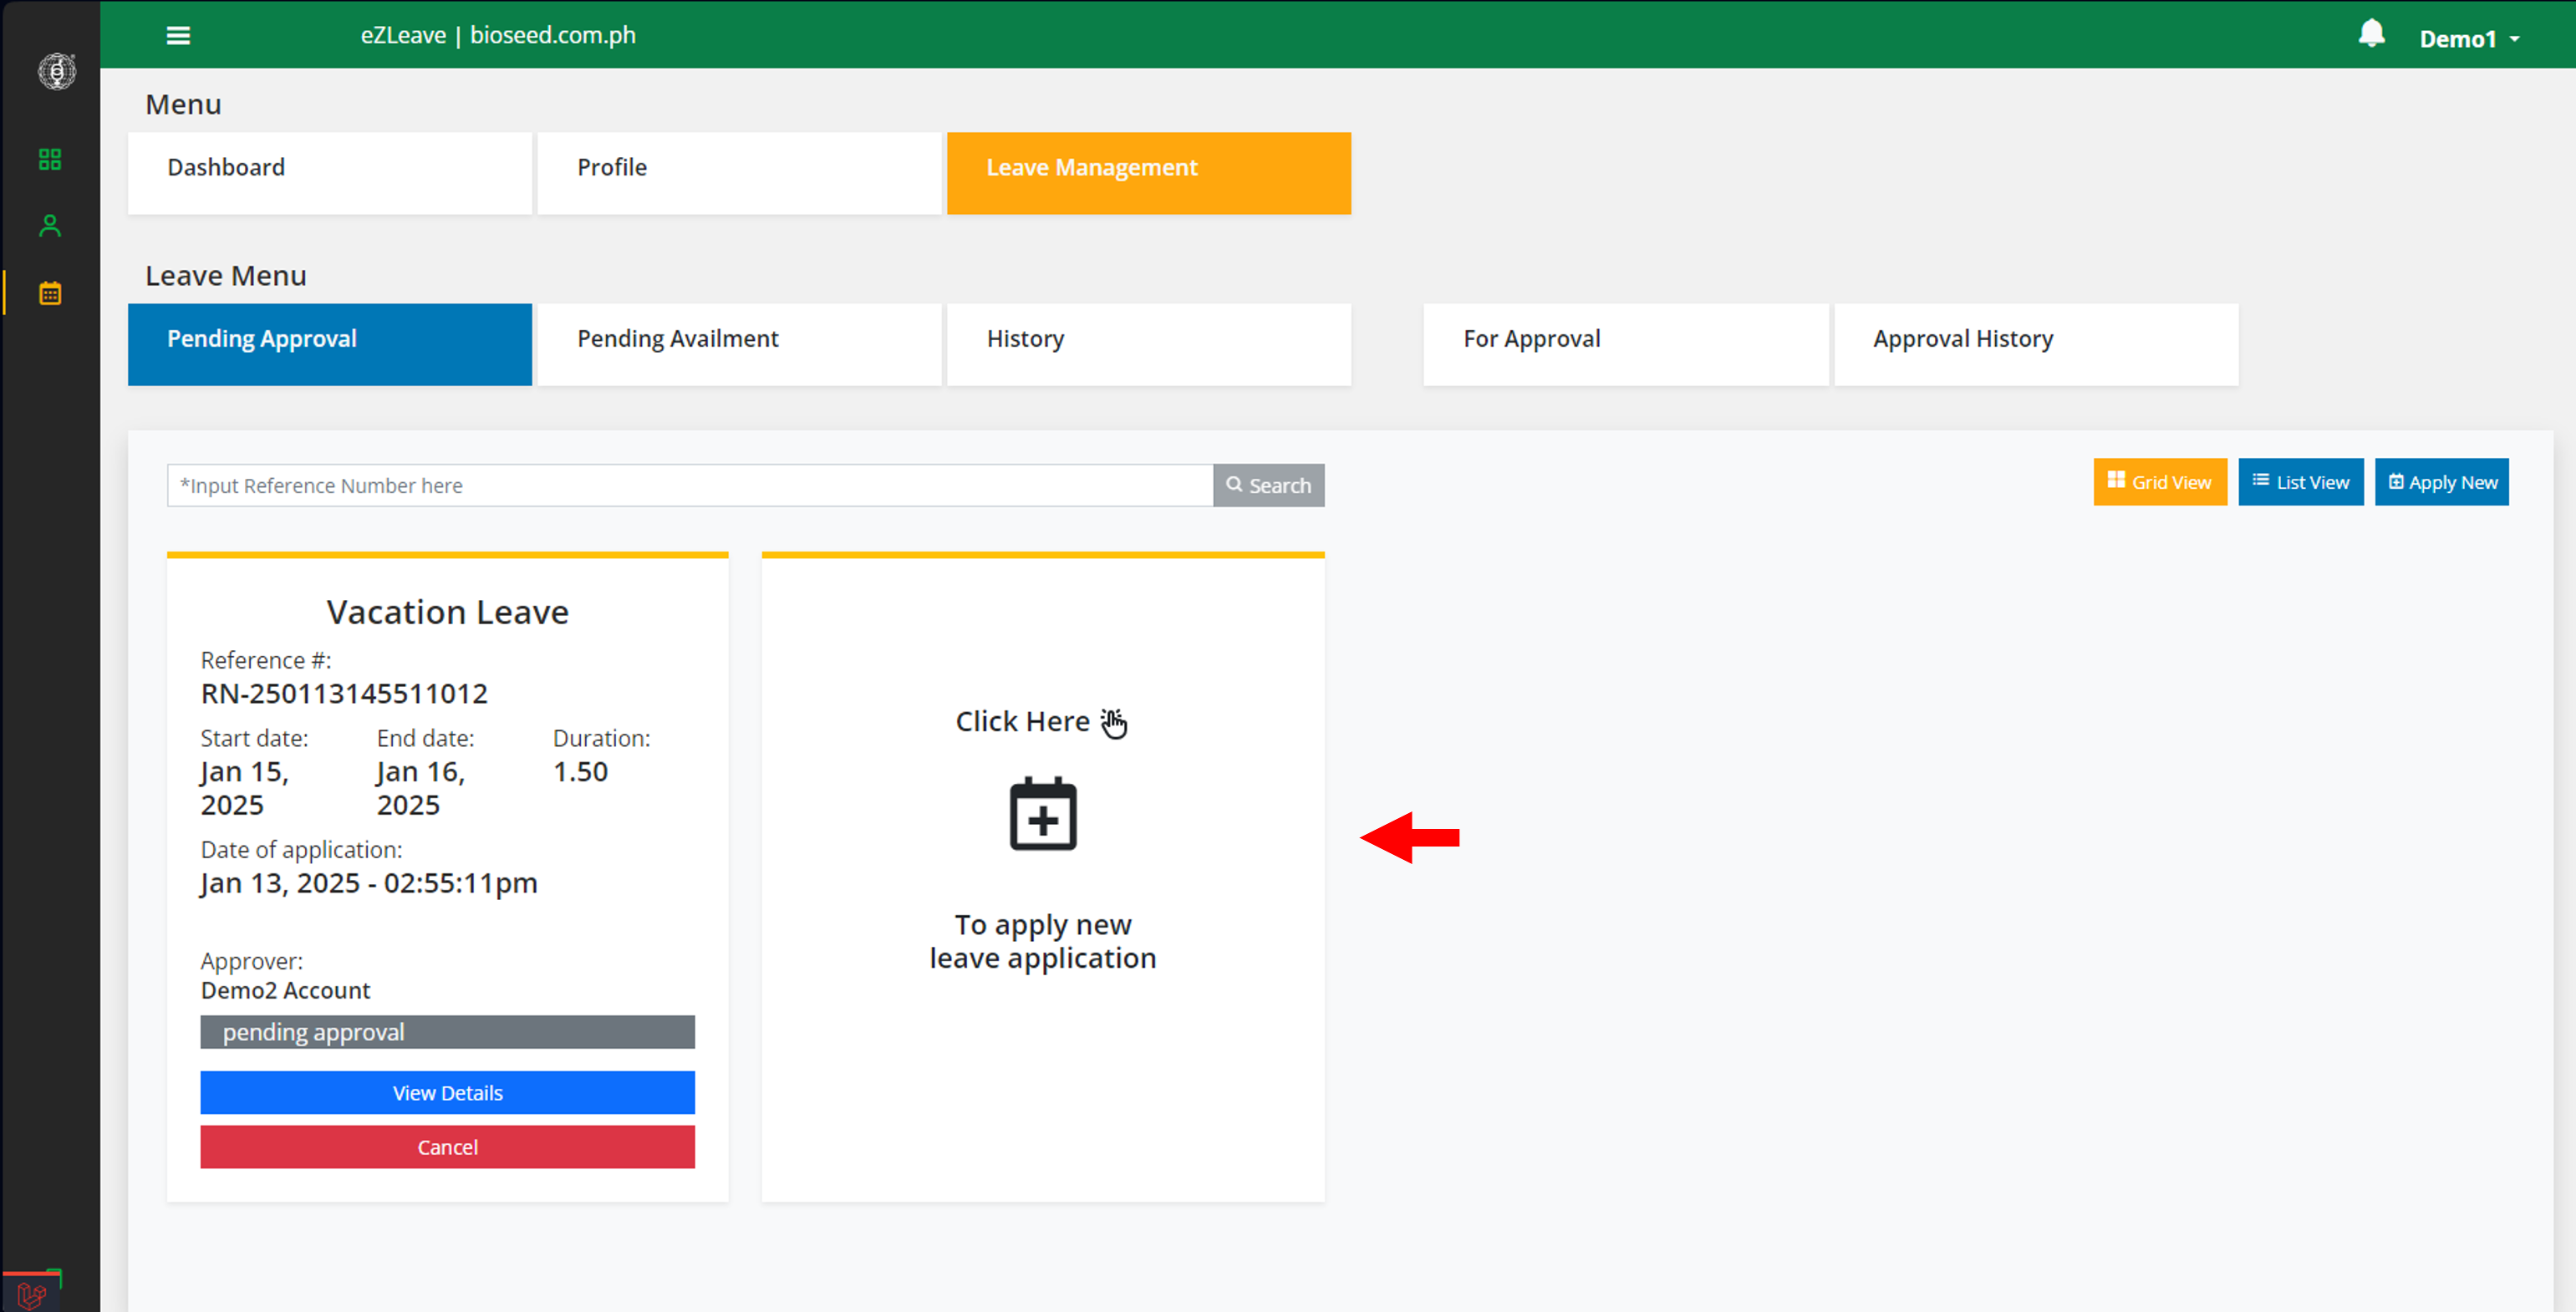 eZLeave | bioseed.com.ph
Demo1
Menu
Dashboard
Profile
Leave Management
Leave Menu
Pending Approval
Pending Availment
History
For Approval
Approval History
*Input Reference Number here
Search
Grid View
List View
Apply New
Vacation Leave
Reference #:
RN-250113145511012
Start date:
Jan 15,
2025
End date:
Jan 16,
2025
Duration:
1.50
Date of application:
Jan 13, 2025 - 02:55:11pm
Approver:
Demo2 Account
pending approval
View Details
Cancel
Click Here
To apply new
leave application